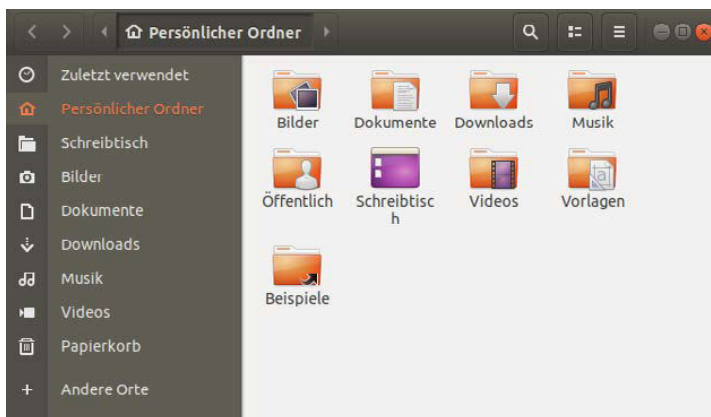 Persönlicher Ordner
Zuletzt verwendet
Persönlicher Ordner
Schreibtisch
Bilder
Dokumente
Downloads
Musik
Videos
Papierkorb
Andere Orte
Bilder
Dokumente
Downloads
Musik
Öffentlich
Schreibtisc
h
Videos
Vorlagen
Beispiele